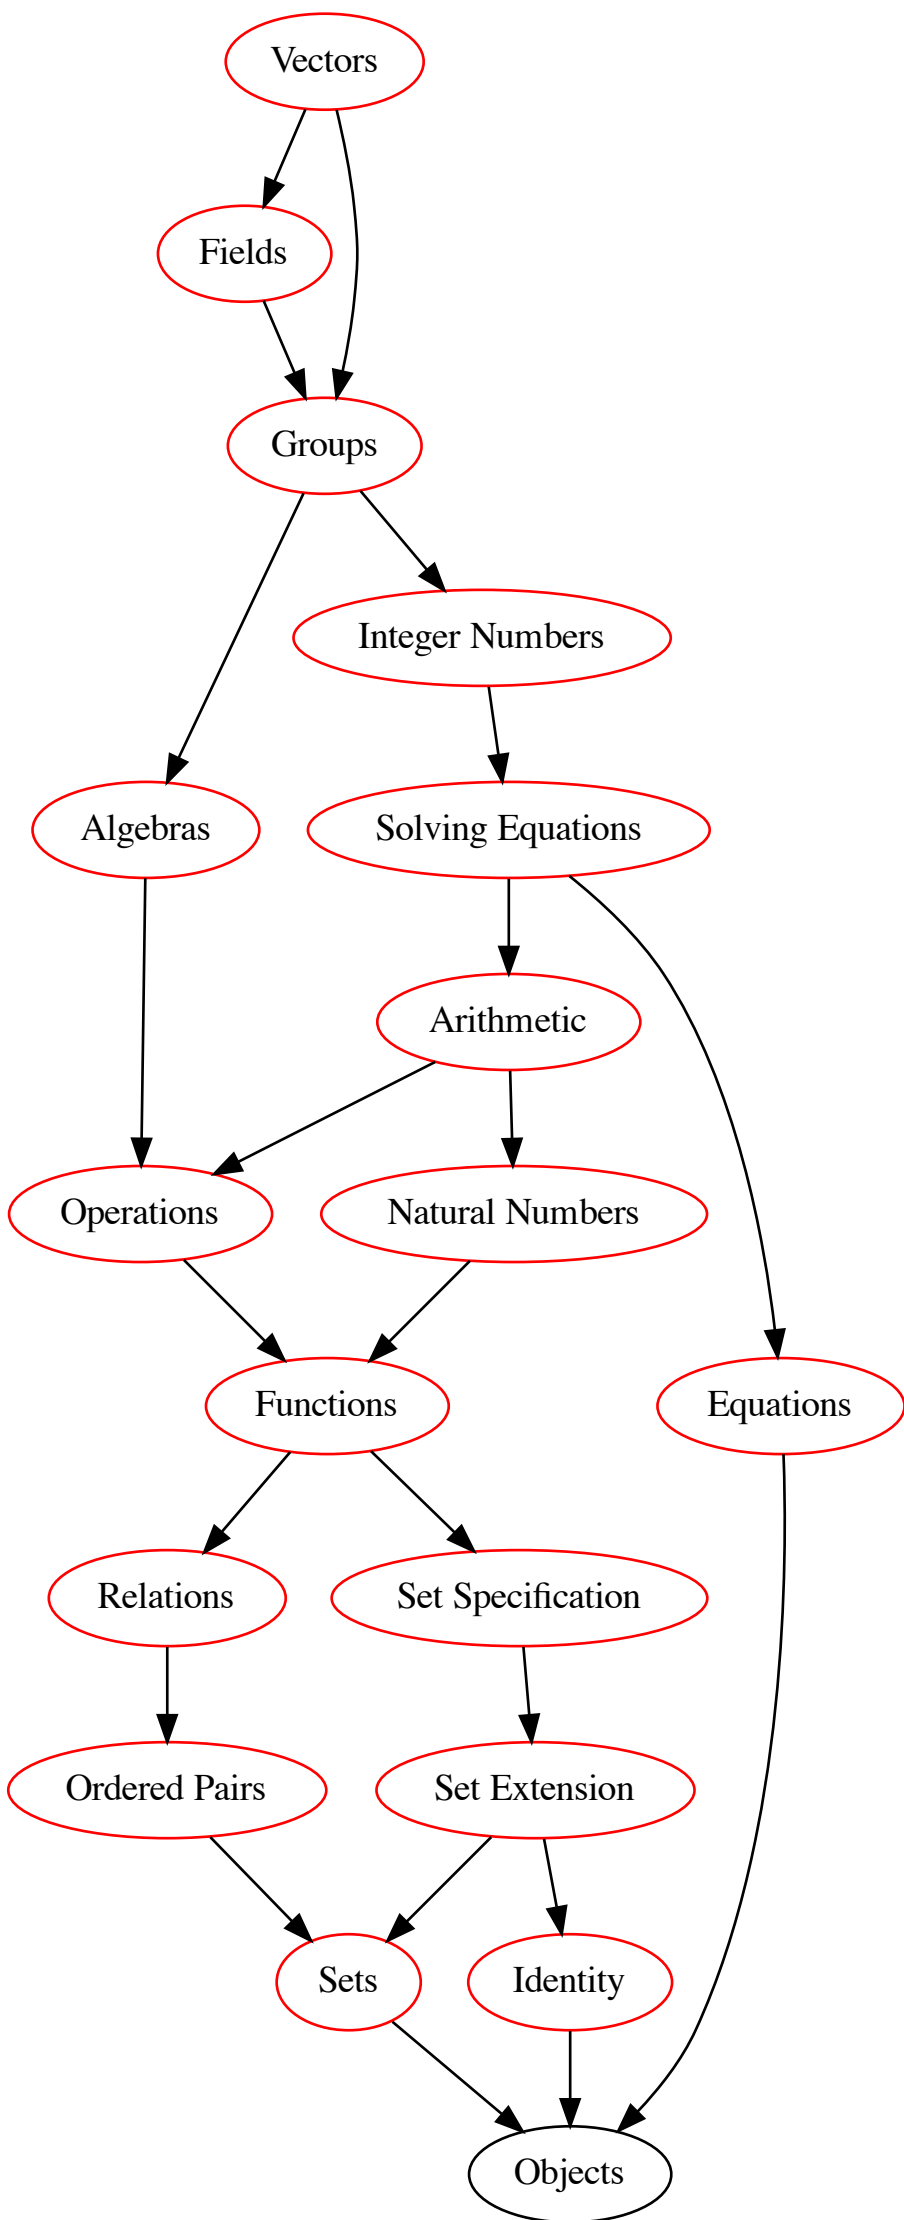 Vectors
Fields
Groups
Integer Numbers
Algebras
Solving Equations
Arithmetic
Operations
Natural Numbers
Functions
Equations
Relations
Set Specification
Ordered Pairs
Set Extension
Sets
Identity
Objects